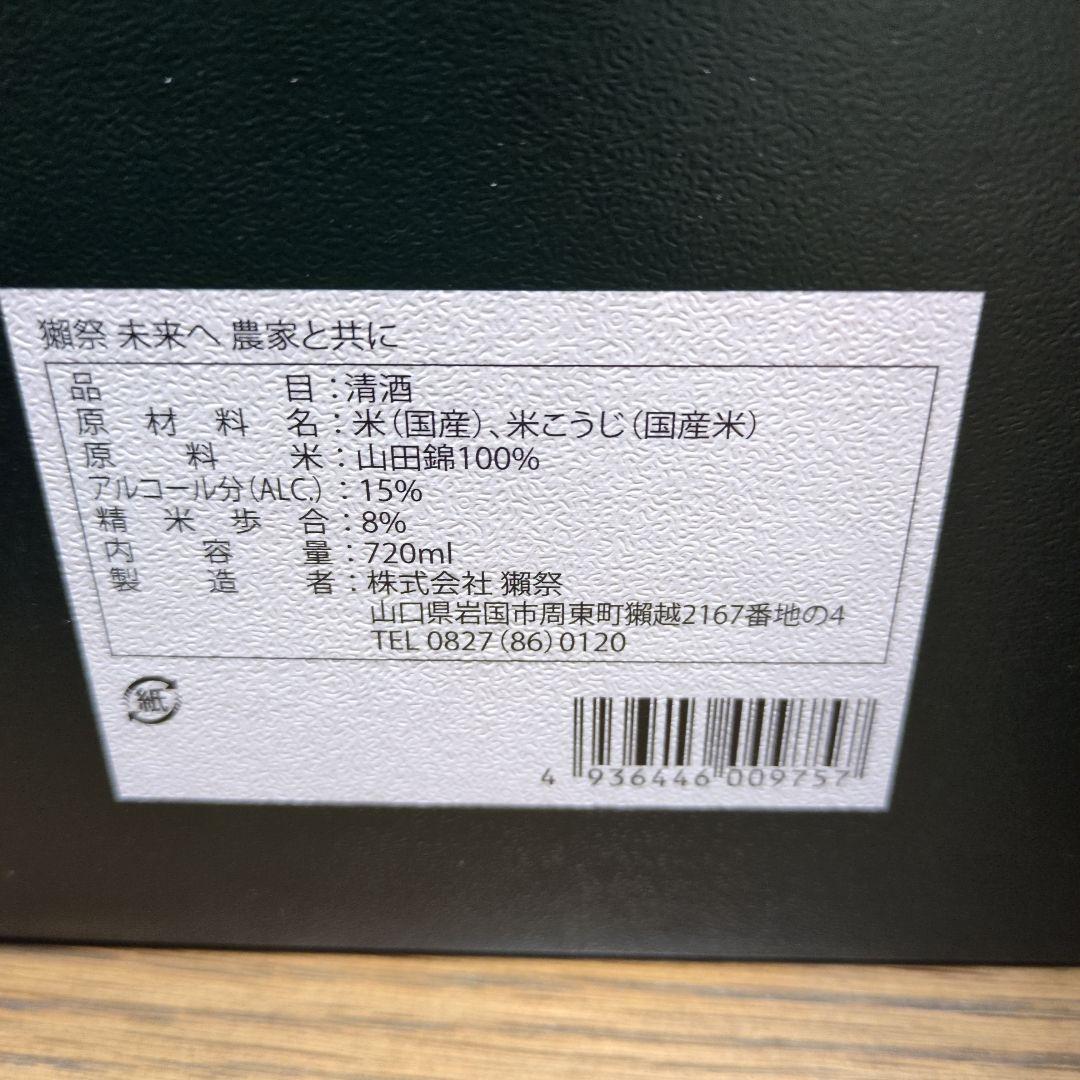 獺祭 未来へ 農家と共に
品目：清酒
原材料名：米（国産）、米こうじ（国産米）
原料米：山田錦100%
アルコール分（ALC.）：15%
精米歩合：8%
内容量：720ml
製造者：株式会社 獺祭
山口県岩国市周東町獺越2167番地の4
TEL 0827（86）0120
紙
4 936446 009757